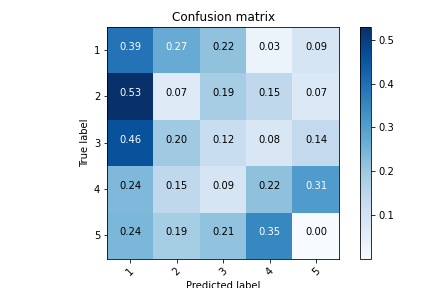 Confusion matrix
1 0.39 0.27 0.22 0.03 0.09
2 0.53 0.07 0.19 0.15 0.07
3 0.46 0.20 0.12 0.08 0.14
4 0.24 0.15 0.09 0.22 0.31
5 0.24 0.19 0.21 0.35 0.00
1 2 3 4 5
True label
Predicted label
0.5
0.4
0.3
0.2
0.1